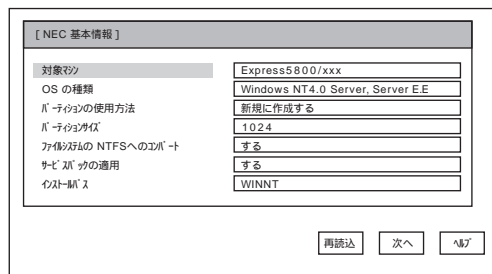 [ NEC 基本情報 ]
対象ﾏｼﾝ Express5800/xxx
OS の種類 Windows NT4.0 Server, Server E.E
ﾊﾟｰﾃｨｼｮﾝの使用方法 新規に作成する
ﾊﾟｰﾃｨｼｮﾝｻｲｽﾞ 1024
ﾌｧｲﾙｼｽﾃﾑの NTFSへのｺﾝﾊﾞｰﾄ する
ｻｰﾋﾞｽﾊﾟｯｸの適用 する
ｲﾝｽﾄｰﾙﾊﾟｽ WINNT
再読込 次へ ﾍﾙﾌﾟ